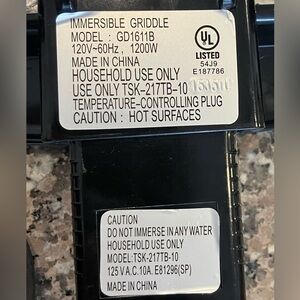 IMMERSIBLE GRIDDLE
MODEL : GD1611B
120V~60Hz, 1200W
MADE IN CHINA
HOUSEHOLD USE ONLY
USE ONLY TSK-217TB-10
TEMPERATURE-CONTROLLING PLUG
CAUTION : HOT SURFACES
UL
LISTED
54J9
E187786
CAUTION
DO NOT IMMERSE IN ANY WATER
HOUSEHOLD USE ONLY
MODEL:TSK-217TB-10
125 V A.C. 10A. E81296(SP)
MADE IN CHINA